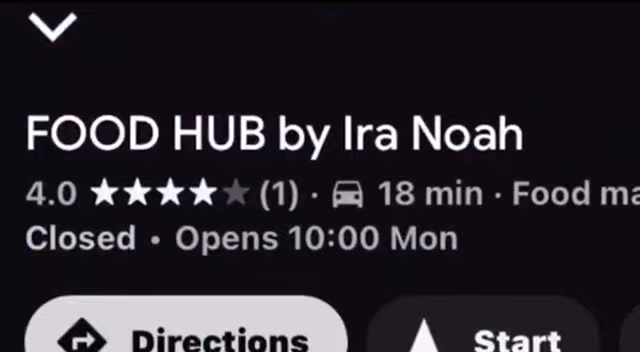 FOOD HUB by Ira Noah
4.0 ★★★★★ (1) · 18 min · Food ma
Closed · Opens 10:00 Mon
Directions
Start